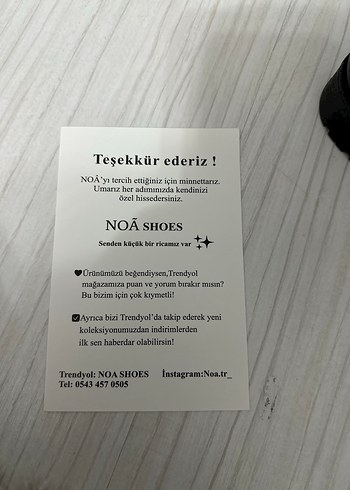 Teşekkür ederiz !
NOÃ'yı tercih ettiğiniz için minnettarız.
Umarız her adımınızda kendinizi
özel hissedersiniz.
NOÃ SHOES
Senden küçük bir ricamız var
Ürünümüzü beğendiysen,Trendyol
mağazamıza puan ve yorum bırakır mısın?
Bu bizim için çok kıymetli!
Ayrıca bizi Trendyol'da takip ederek yeni
koleksiyonumuzdan indirimlerden
ilk sen haberdar olabilirsin!
Trendyol: NOA SHOES İnstagram:Noa.tr_
Tel: 0543 457 0505